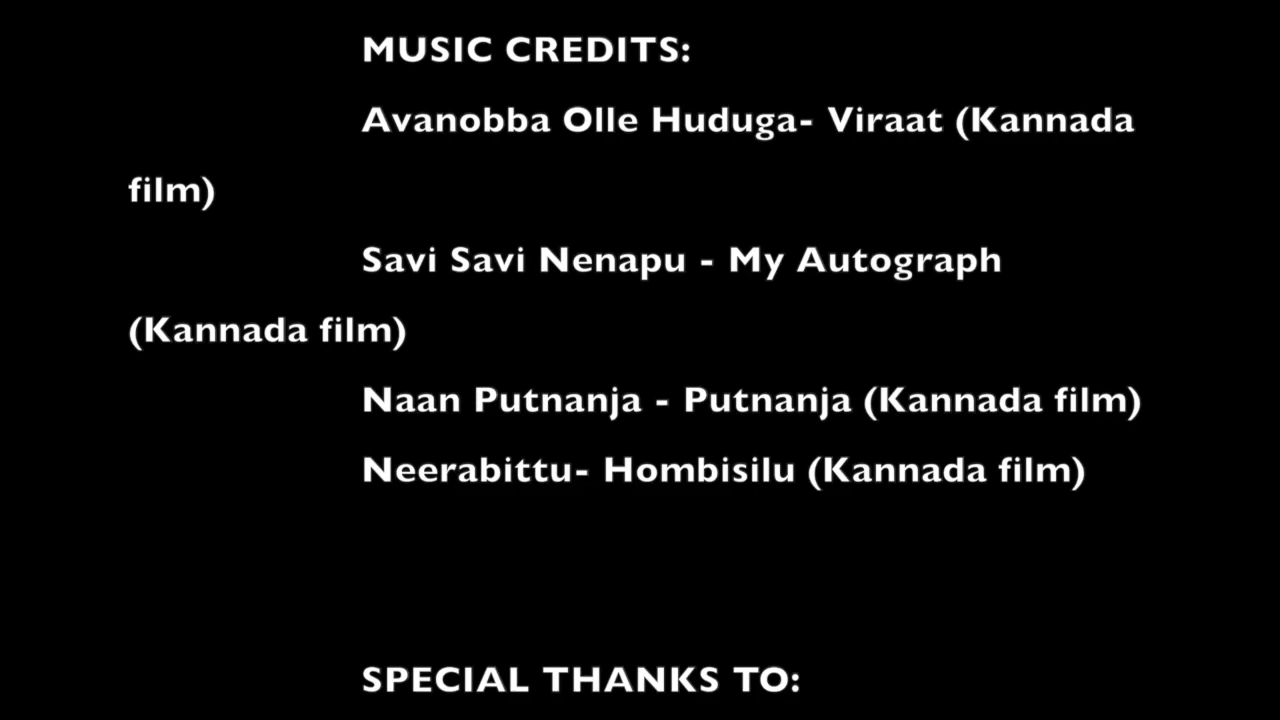 MUSIC CREDITS:
Avanobba Olle Huduga- Viraat (Kannada
film)
Savi Savi Nenapu - My Autograph
(Kannada film)
Naan Putnanja - Putnanja (Kannada film)
Neerabittu- Hombisilu (Kannada film)
SPECIAL THANKS TO: